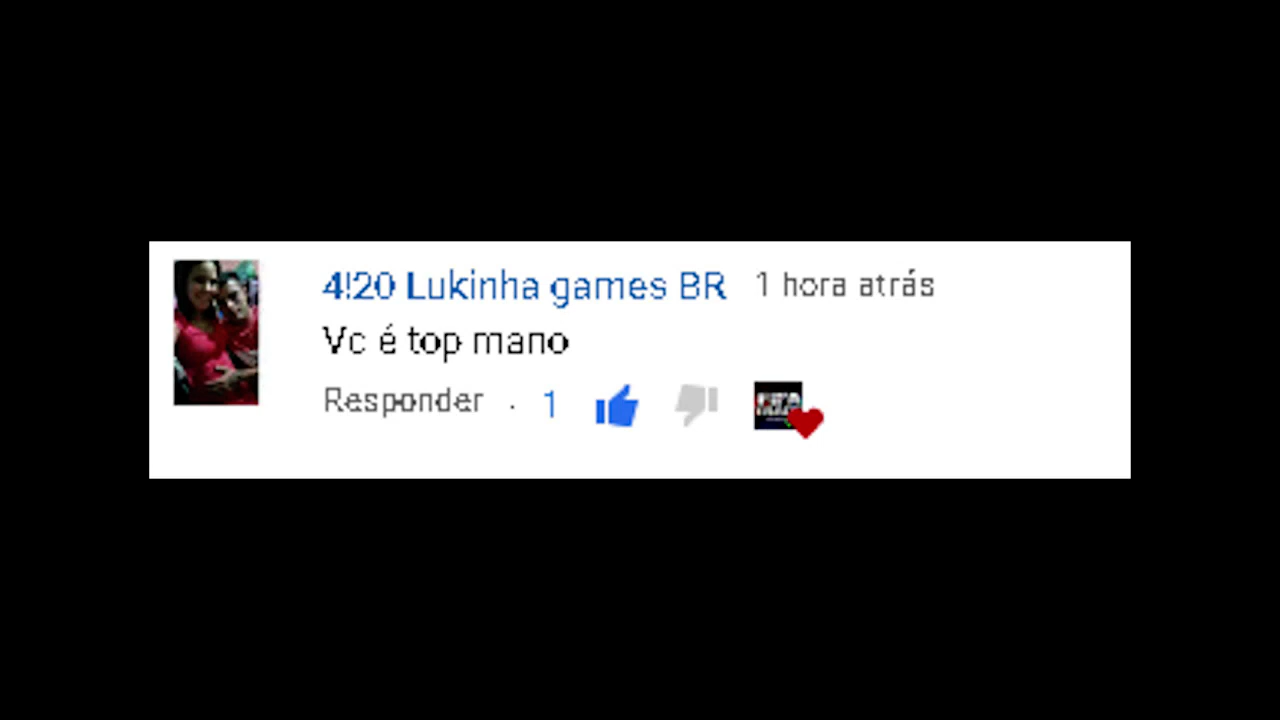 4!20 Lukinha games BR 1 hora atrás
Vc é top mano
Responder . 1